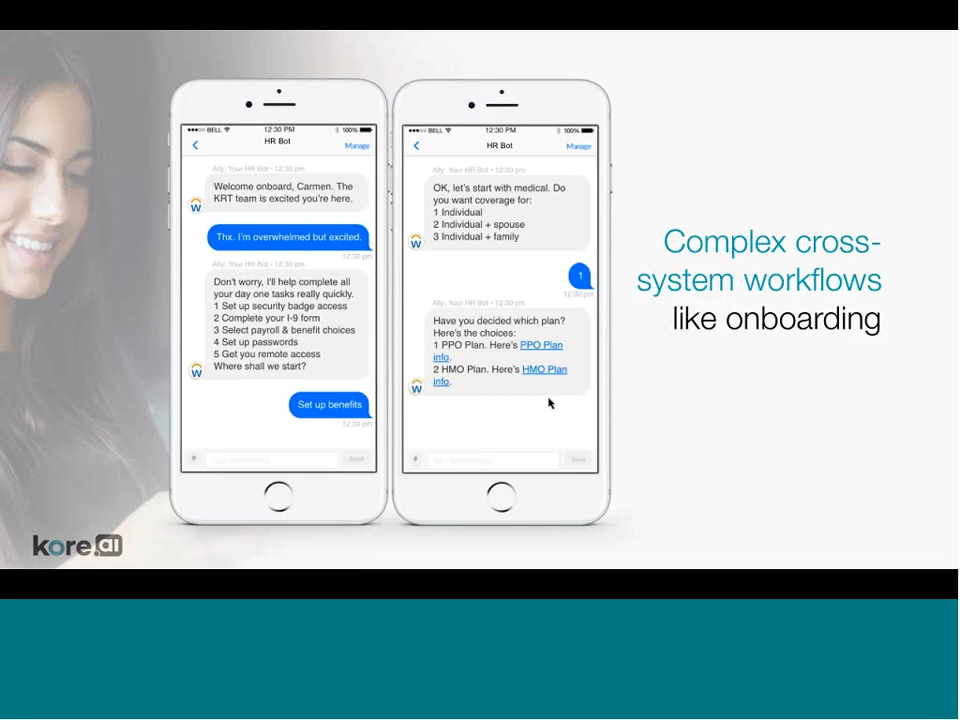 ●●●○○ BELL 12:30 PM 100%
HR Bot
Manage
Ally: Your HR Bot • 12:30 pm
Welcome onboard, Carmen. The
KRT team is excited you're here.
Thx. I'm overwhelmed but excited.
12:30 pm
Ally: Your HR Bot • 12:30 pm
Don't worry, I'll help complete all
your day one tasks really quickly.
1 Set up security badge access
2 Complete your I-9 form
3 Select payroll & benefit choices
4 Set up passwords
5 Get you remote access
Where shall we start?
Set up benefits
12:30 pm
Send
●●●○○ BELL 12:30 PM 100%
HR Bot
Manage
Ally: Your HR Bot • 12:30 pm
OK, let's start with medical. Do
you want coverage for:
1 Individual
2 Individual + spouse
3 Individual + family
1
12:30 pm
Ally: Your HR Bot • 12:30 pm
Have you decided which plan?
Here's the choices:
1 PPO Plan. Here's PPO Plan
info.
2 HMO Plan. Here's HMO Plan
info.
Send
Complex cross-
system workflows
like onboarding
kore.ai